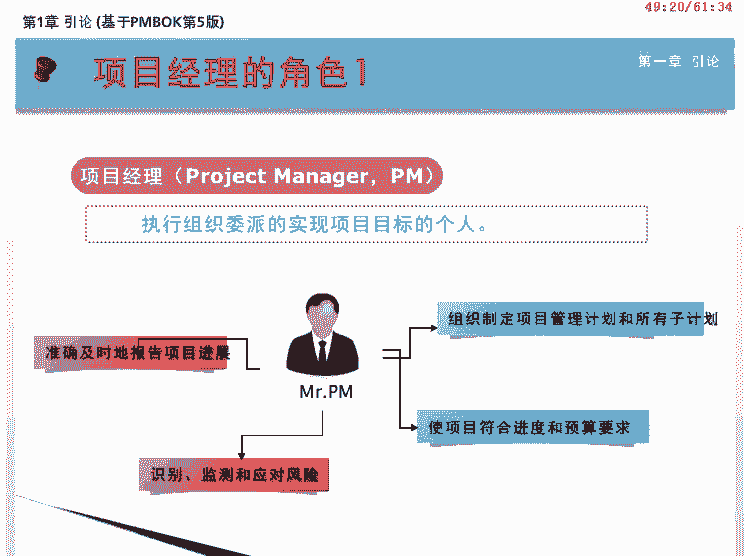 49:20/61:34
第1章 引论 (基于PMBOK第5版)
项目经理的角色1
第一章 引论
项目经理（Project Manager，PM）
执行组织委派的实现项目目标的个人。
组织制定项目管理计划和所有子计划
准确及时地报告项目进展
Mr.PM
使项目符合进度和预算要求
识别、监测和应对风险